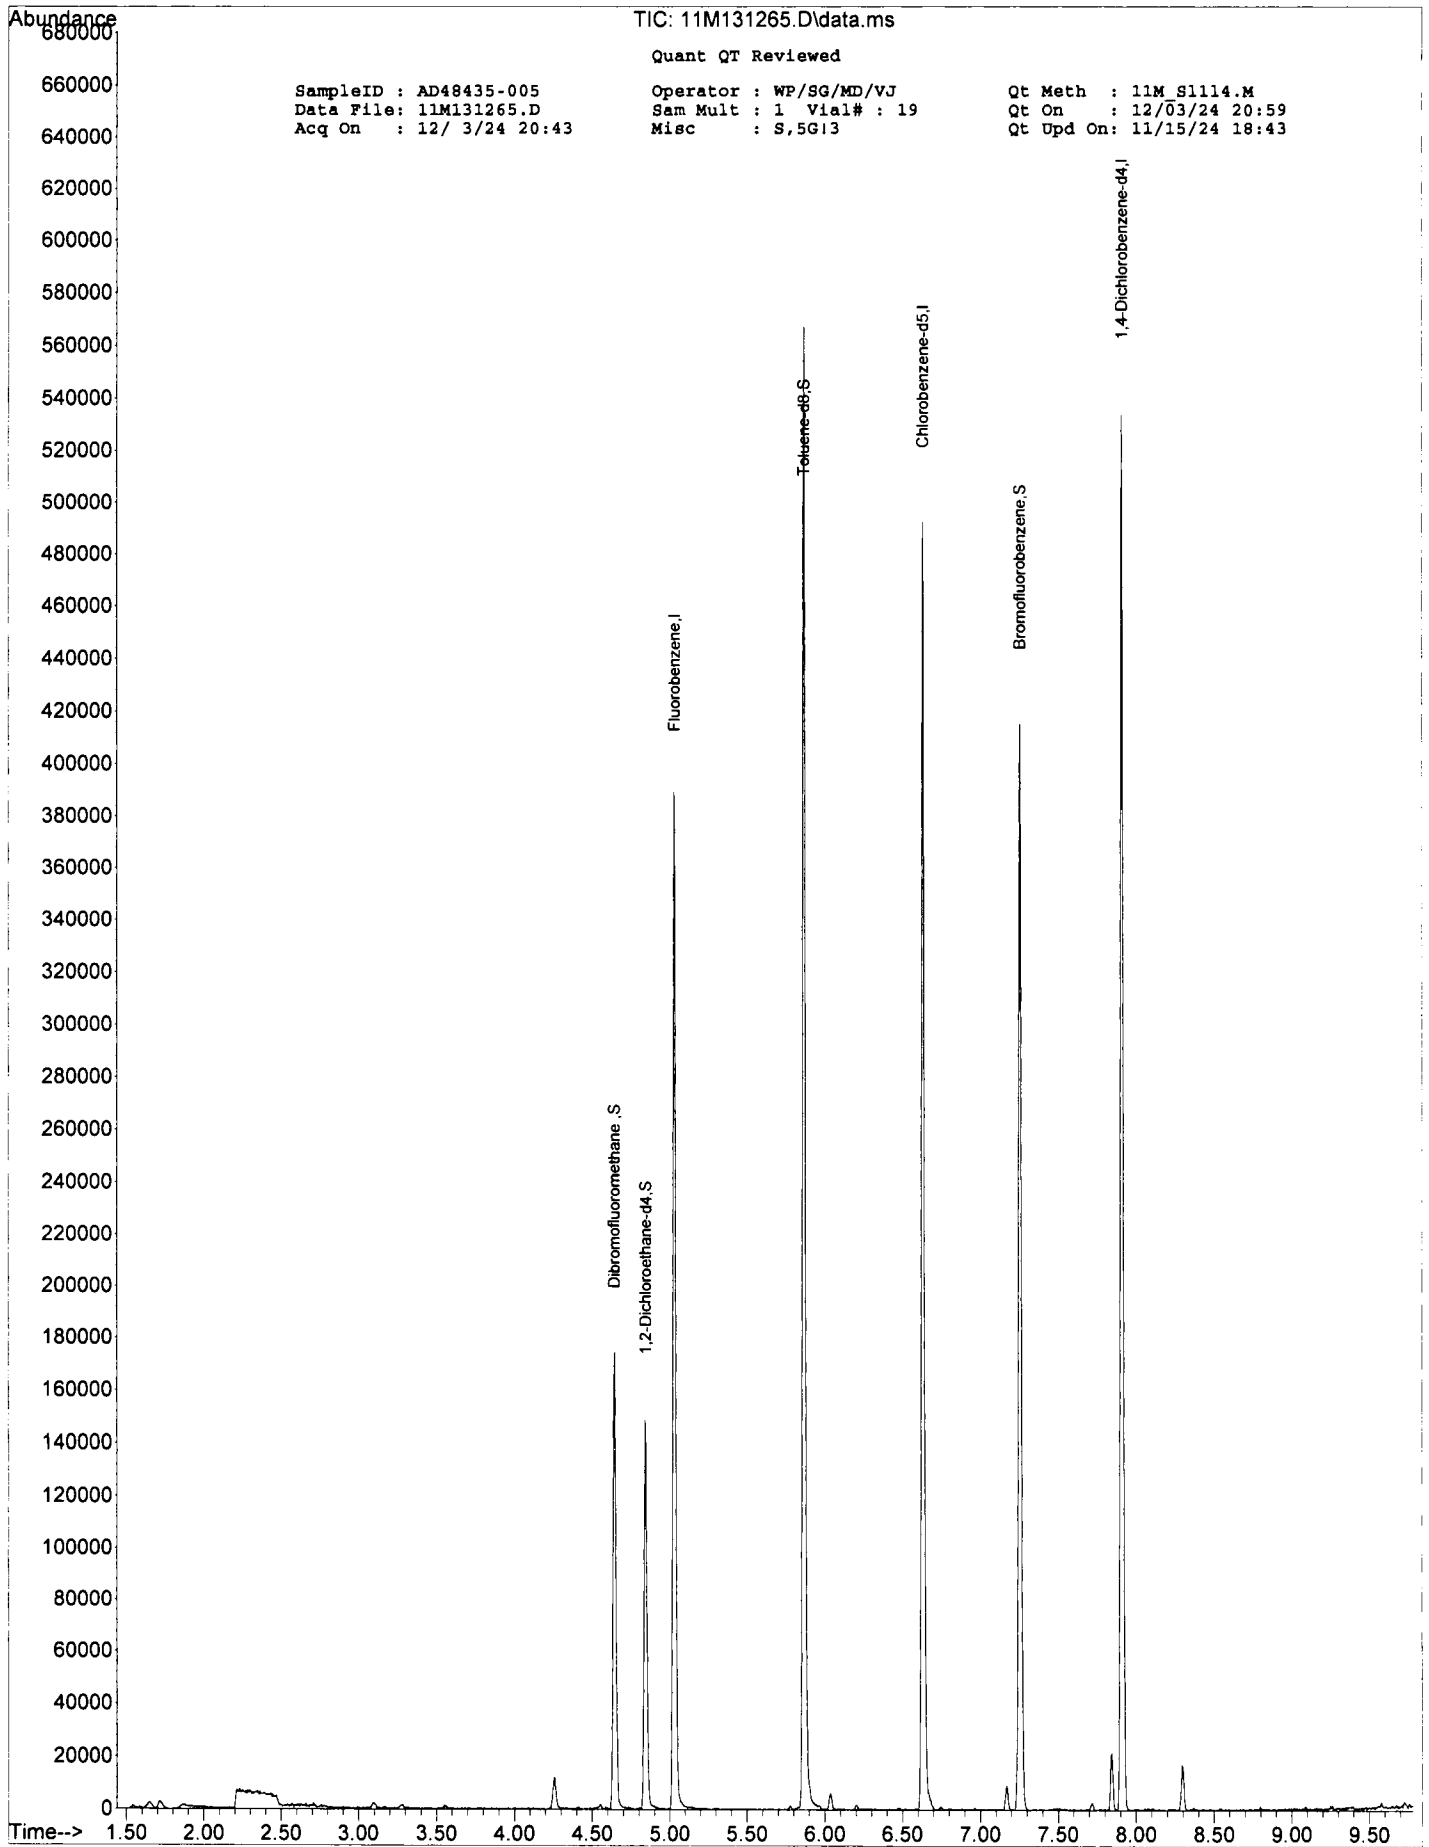 Abundance
TIC: 11M131265.D\data.ms
Quant QT Reviewed
SampleID : AD48435-005
Data File: 11M131265.D
Acq On : 12/ 3/24 20:43
Operator : WP/SG/MD/VJ
Sam Mult : 1 Vial# : 19
Misc : S,5G!3
Qt Meth : 11M_S1114.M
Qt On : 12/03/24 20:59
Qt Upd On: 11/15/24 18:43
680000
660000
640000
620000
600000
580000
560000
540000
520000
500000
480000
460000
440000
420000
400000
380000
360000
340000
320000
300000
280000
260000
240000
220000
200000
180000
160000
140000
120000
100000
80000
60000
40000
20000
0
Dibromofluoromethane ,S
1,2-Dichloroethane-d4,S
Fluorobenzene,I
Toluene-d8,S
Chlorobenzene-d5,I
Bromofluorobenzene,S
1,4-Dichlorobenzene-d4,I
Time--> 1.50 2.00 2.50 3.00 3.50 4.00 4.50 5.00 5.50 6.00 6.50 7.00 7.50 8.00 8.50 9.00 9.50